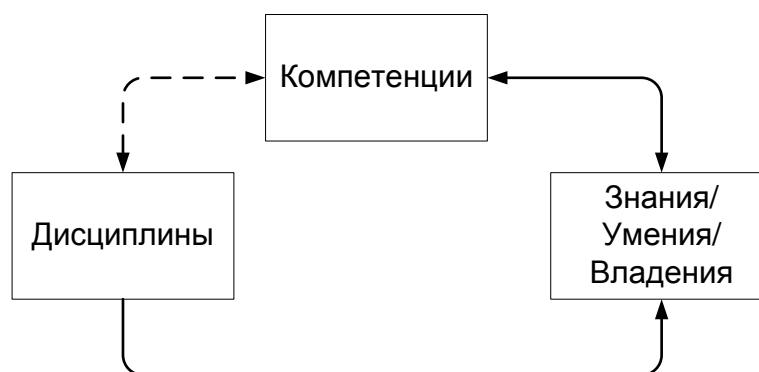 Компетенции
Дисциплины
Знания/
Умения/
Владения